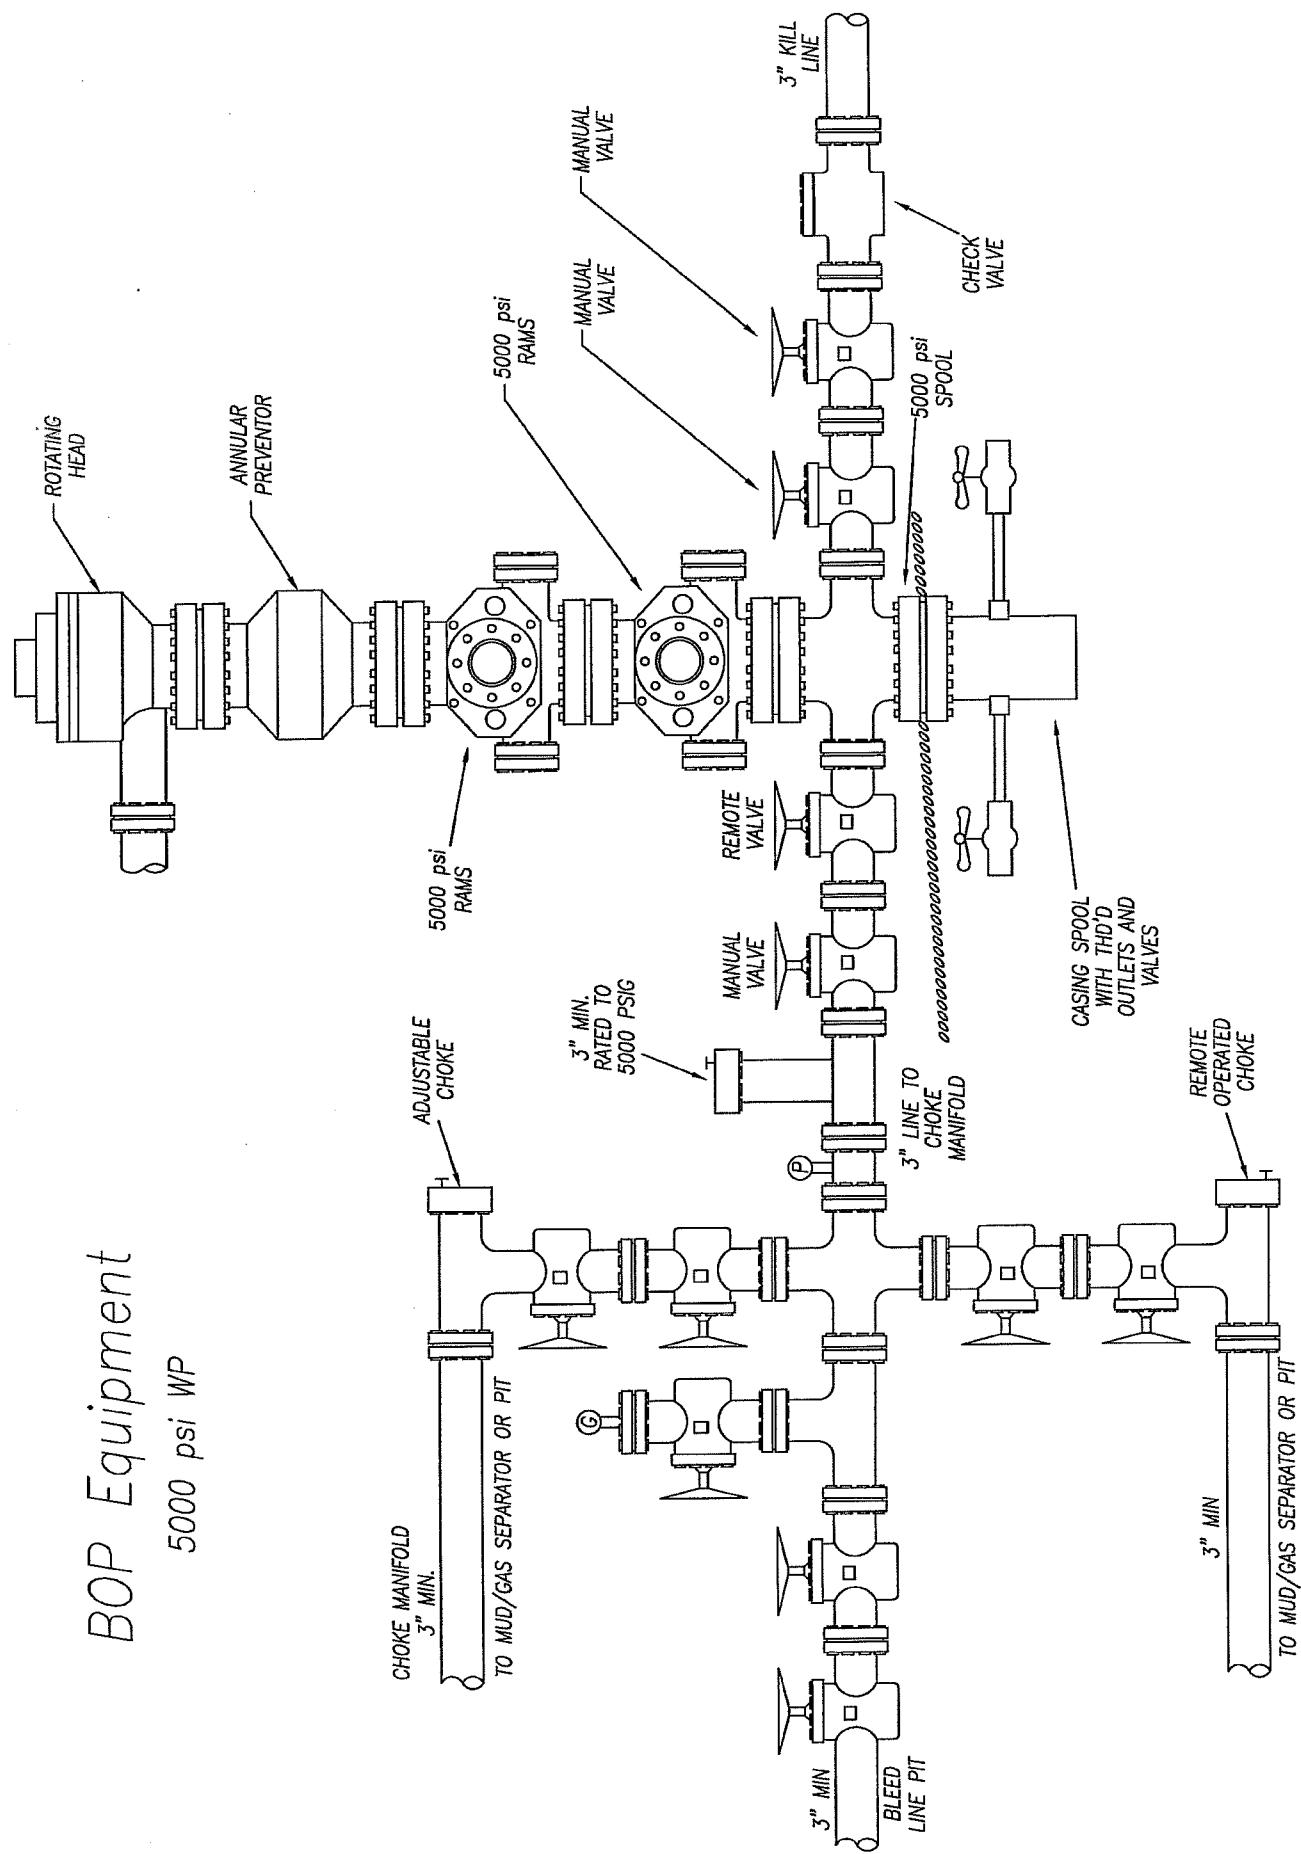 BOP Equipment
5000 psi WP
ROTATING
HEAD
ANNULAR
PREVENTOR
5000 psi
RAMS
5000 psi
RAMS
MANUAL
VALVE
MANUAL
VALVE
3" KILL
LINE
CHECK
VALVE
5000 psi
SPOOL
REMOTE
VALVE
MANUAL
VALVE
CASING SPOOL
WITH THD'D
OUTLETS AND
VALVES
3" MIN.
RATED TO
5000 PSIG
3" LINE TO
CHOKE
MANIFOLD
P
ADJUSTABLE
CHOKE
REMOTE
OPERATED
CHOKE
G
CHOKE MANIFOLD
3" MIN.
TO MUD/GAS SEPARATOR OR PIT
3" MIN
BLEED
LINE PIT
3" MIN
TO MUD/GAS SEPARATOR OR PIT